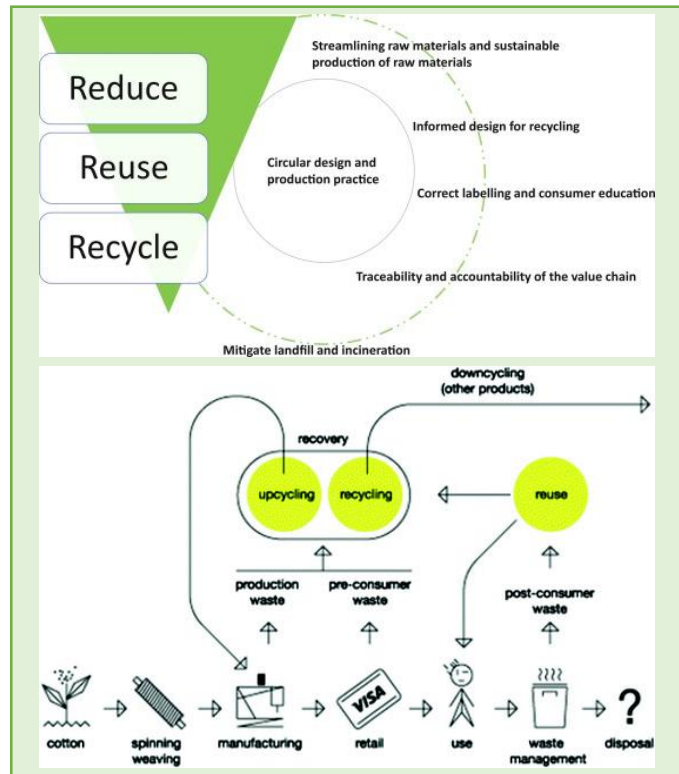 Reduce
Reuse
Recycle
Streamlining raw materials and sustainable
production of raw materials
Informed design for recycling
Circular design and
production practice
Correct labelling and consumer education
Traceability and accountability of the value chain
Mitigate landfill and incineration
downcycling
(other products)
recovery
upcycling
recycling
reuse
production
waste
pre-consumer
waste
post-consumer
waste
VISA
?
cotton
spinning
weaving
manufacturing
retail
use
waste
management
disposal